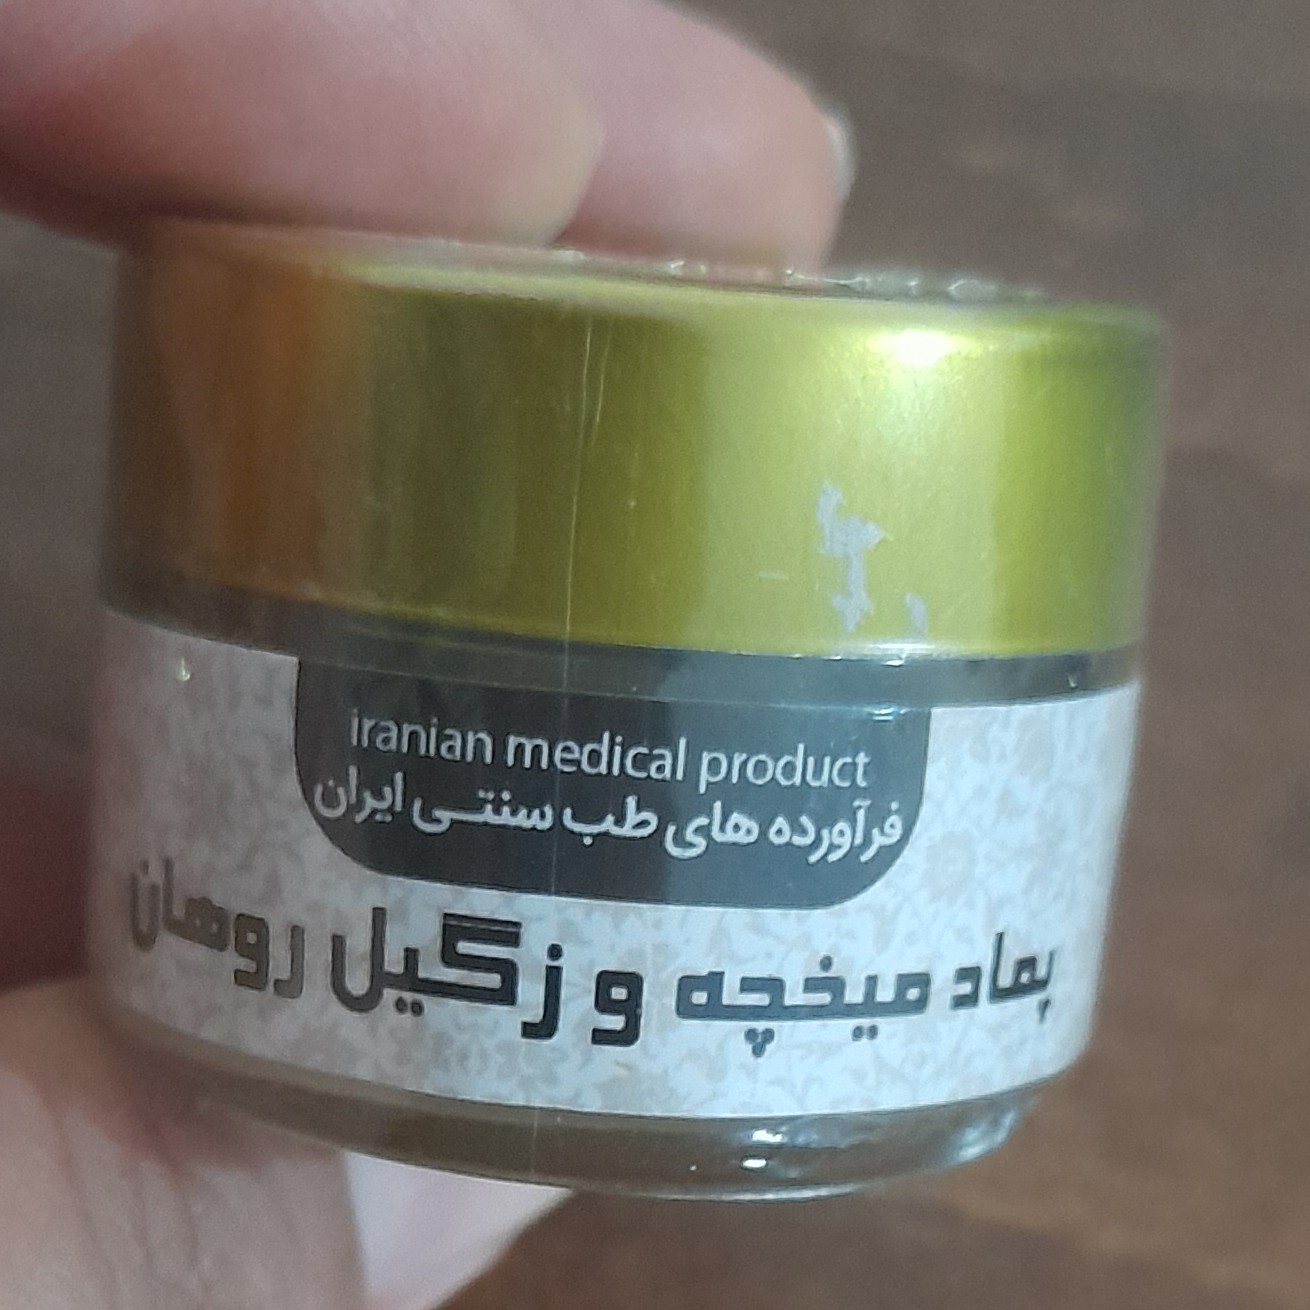 iranian medical product
فرآورده های طب سنتی ایران
پماد میخچه و زگیل روهان